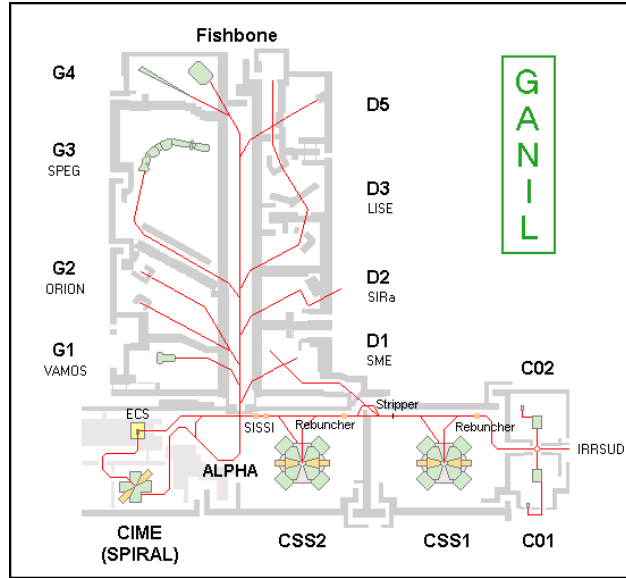 Fishbone
G4
D5
G
A
N
I
L
G3
SPEG
D3
LISE
G2
ORION
D2
SIRa
G1
VAMOS
D1
SME
C02
Stripper
ECS
SISSI
Rebuncher
Rebuncher
IRRSUD
ALPHA
CIME
(SPIRAL)
CSS2
CSS1
C01